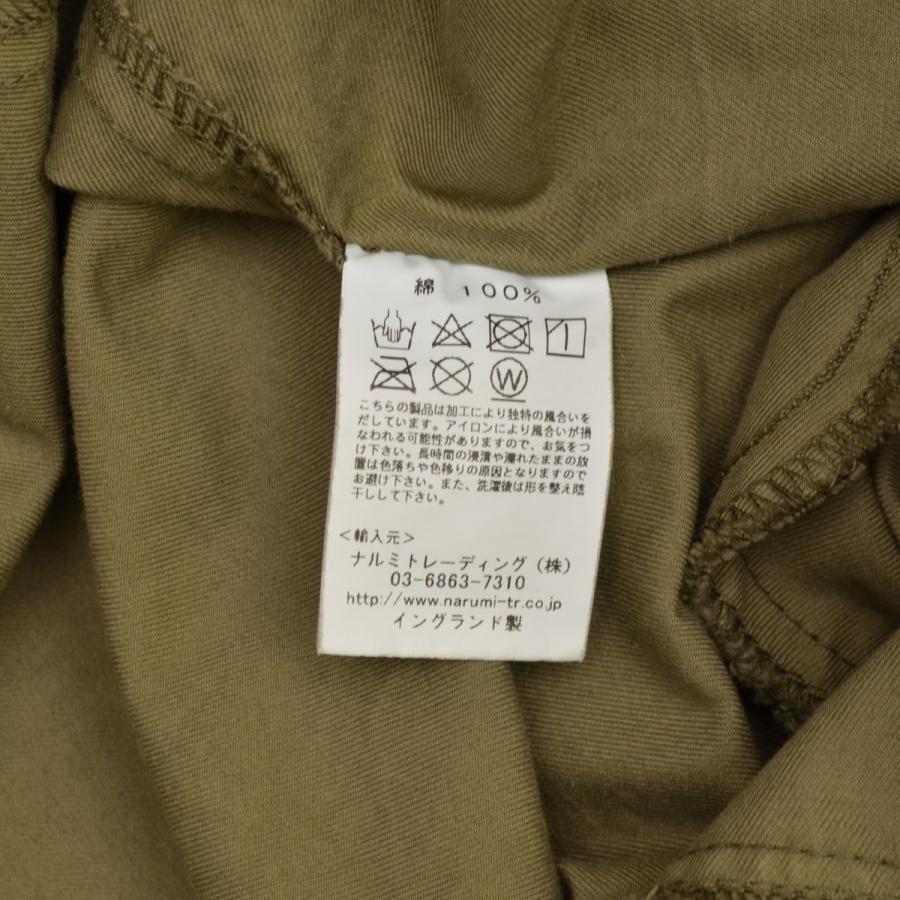 綿 100%
W
こちらの製品は加工により独特の風合いを
だしています。アイロンにより風合いが損
なわれる可能性がありますので、お気をつ
け下さい。長時間の浸漬や濡れたままの放
置は色落ちや色移りの原因となりますので
お避け下さい。また、洗濯後は形を整え陰
干しして下さい。
<輸入元>
ナルミトレーディング(株)
03-6863-7310
http://www.narumi-tr.co.jp
イングランド製